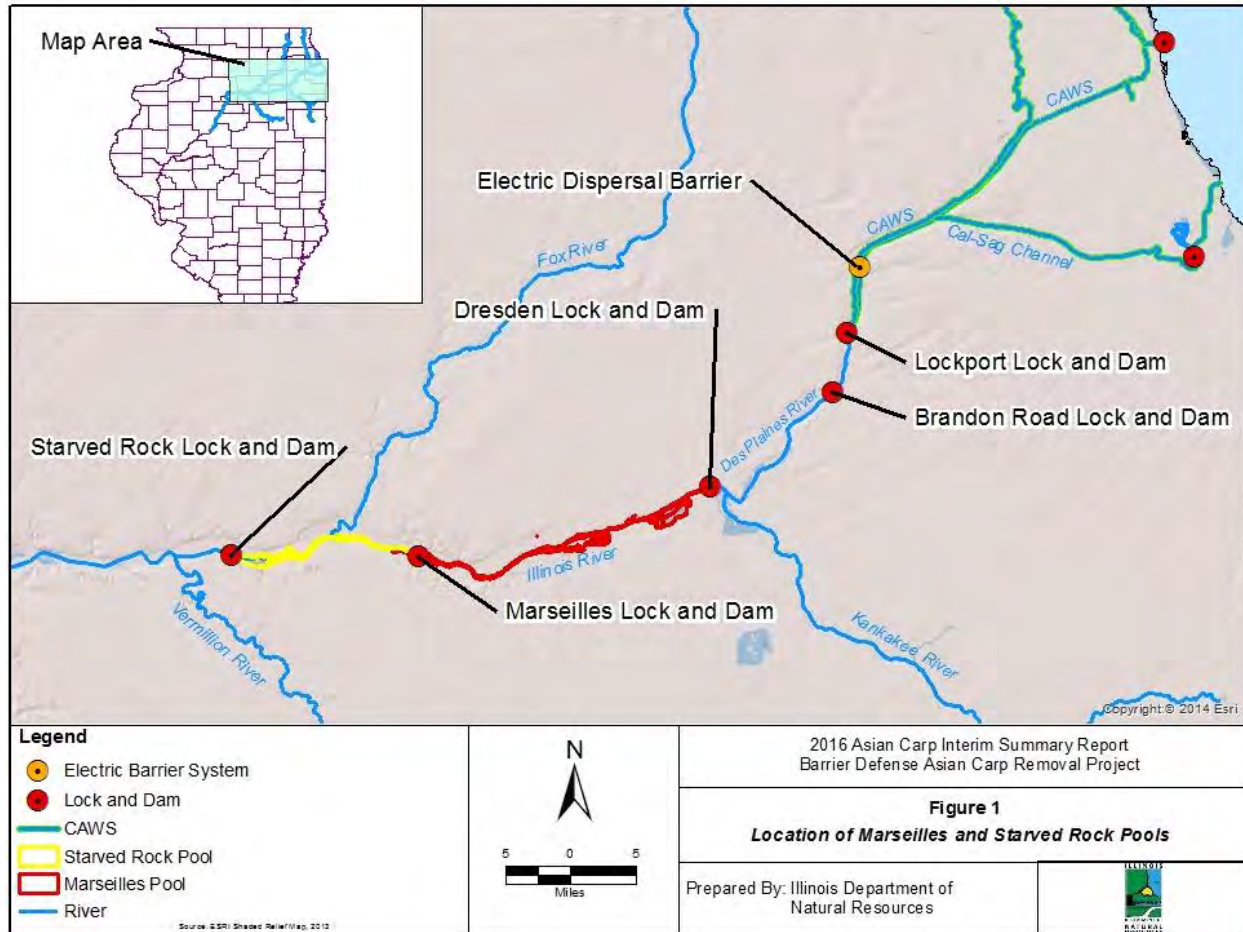 Map Area
CAWS
Electric Dispersal Barrier
CAWS
Cal-Sag Channel
Fox River
Dresden Lock and Dam
Lockport Lock and Dam
Des Plaines River
Brandon Road Lock and Dam
Starved Rock Lock and Dam
Illinois River
Marseilles Lock and Dam
Vermillion River
Kankakee River
Copyright:© 2014 Esri
Legend
Electric Barrier System
Lock and Dam
CAWS
Starved Rock Pool
Marseilles Pool
River
Source: ESRI Shaded Relief Map, 2013
N
5 0 5
Miles
2016 Asian Carp Interim Summary Report
Barrier Defense Asian Carp Removal Project
Figure 1
Location of Marseilles and Starved Rock Pools
Prepared By: Illinois Department of
Natural Resources
ILLINOIS
NATURAL